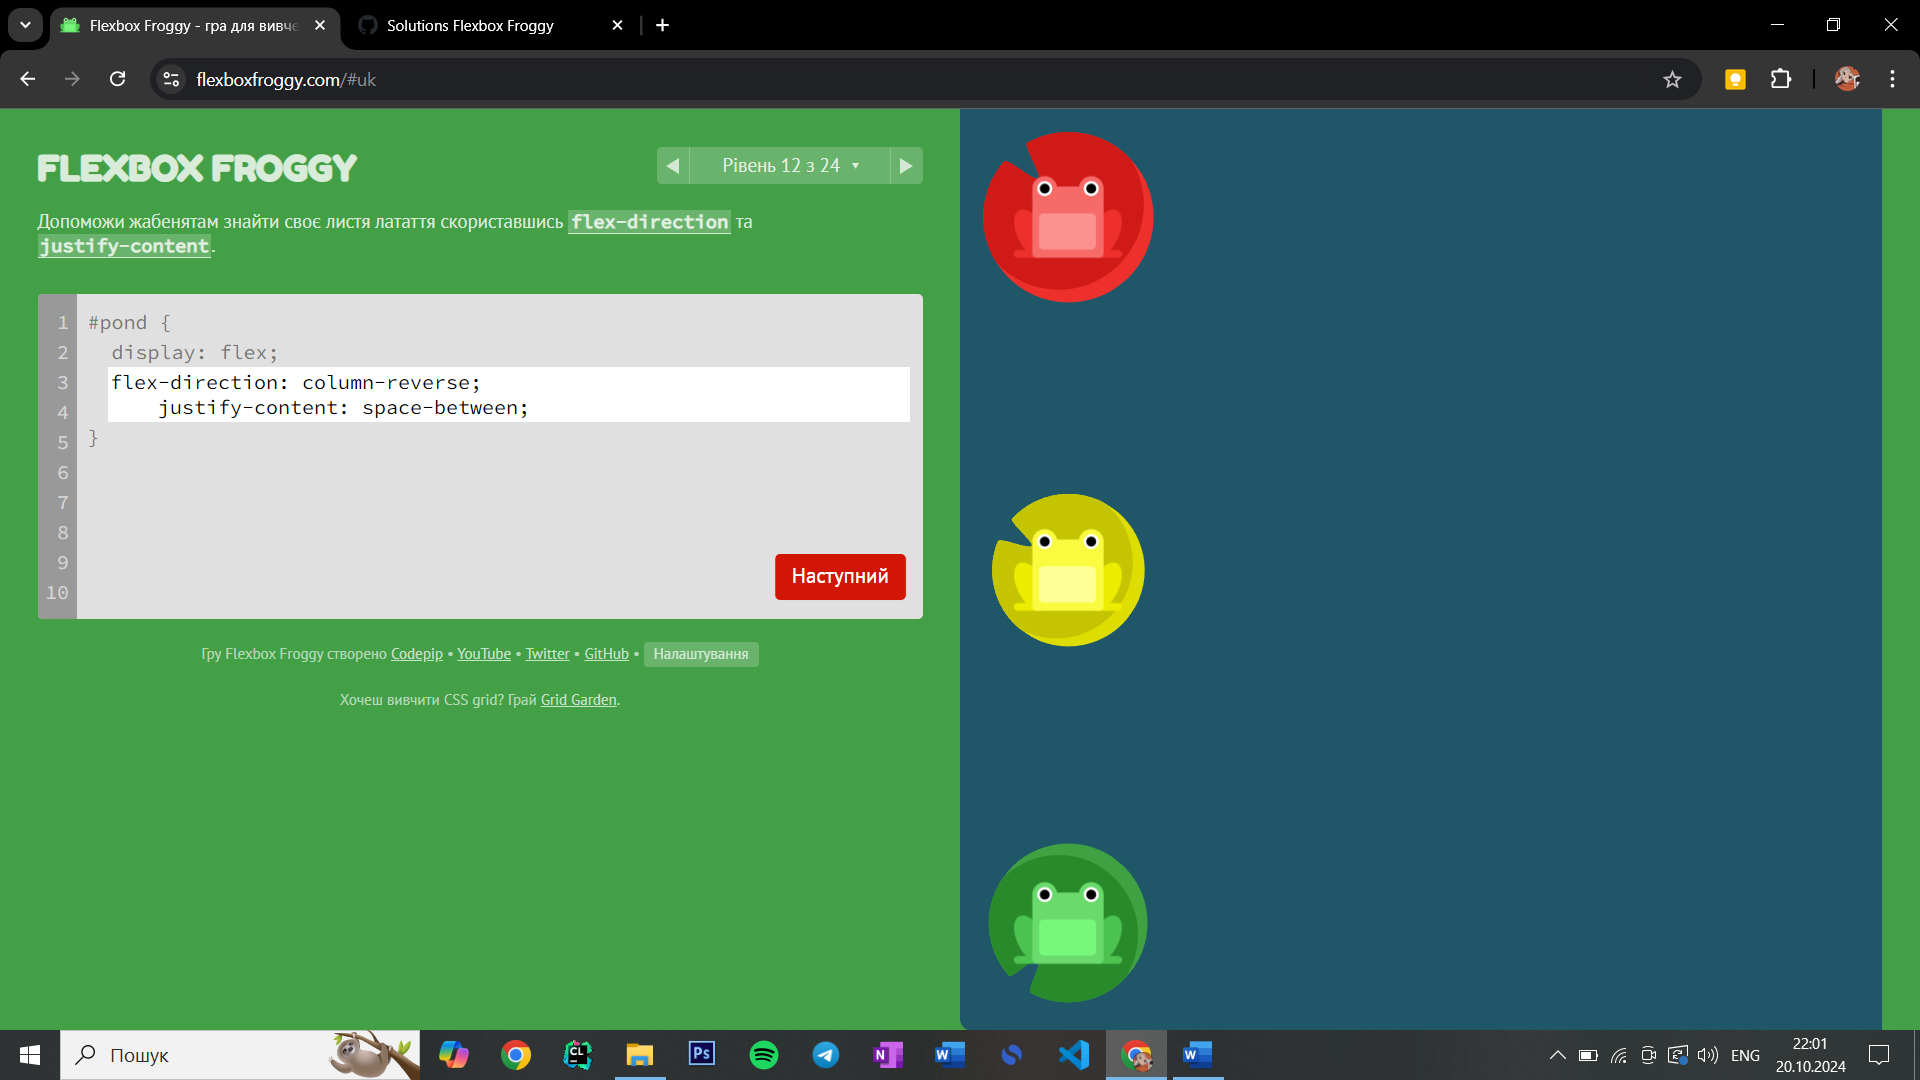 Flexbox Froggy - гра для вивче
Solutions Flexbox Froggy
flexboxfroggy.com/#uk
FLEXBOX FROGGY
Рівень 12 з 24
Допоможи жабенятам знайти своє листя латаття скориставшись flex-direction та
justify-content.
1 #pond {
2 display: flex;
3 flex-direction: column-reverse;
4 justify-content: space-between;
5 }
6
7
8
9
10
Наступний
Гру Flexbox Froggy створено Codepip • YouTube • Twitter • GitHub • Налаштування
Хочеш вивчити CSS grid? Грай Grid Garden.
Пошук
CL
Ps
N
W
W
ENG
22:01
20.10.2024